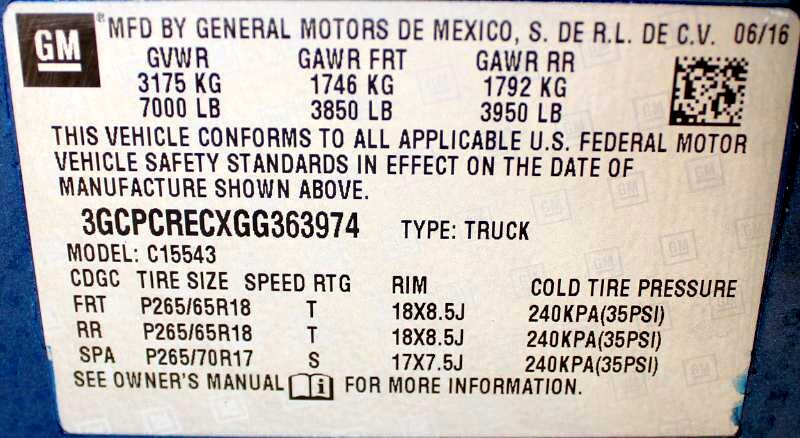 GM MFD BY GENERAL MOTORS DE MEXICO, S. DE R.L. DE C.V. 06/16
GVWR GAWR FRT GAWR RR
3175 KG 1746 KG 1792 KG
7000 LB 3850 LB 3950 LB
THIS VEHICLE CONFORMS TO ALL APPLICABLE U.S. FEDERAL MOTOR
VEHICLE SAFETY STANDARDS IN EFFECT ON THE DATE OF
MANUFACTURE SHOWN ABOVE.
3GCPCRECXGG363974 TYPE: TRUCK
MODEL: C15543
CDGC TIRE SIZE SPEED RTG RIM COLD TIRE PRESSURE
FRT P265/65R18 T 18X8.5J 240KPA(35PSI)
RR P265/65R18 T 18X8.5J 240KPA(35PSI)
SPA P265/70R17 S 17X7.5J 240KPA(35PSI)
SEE OWNER'S MANUAL i FOR MORE INFORMATION.